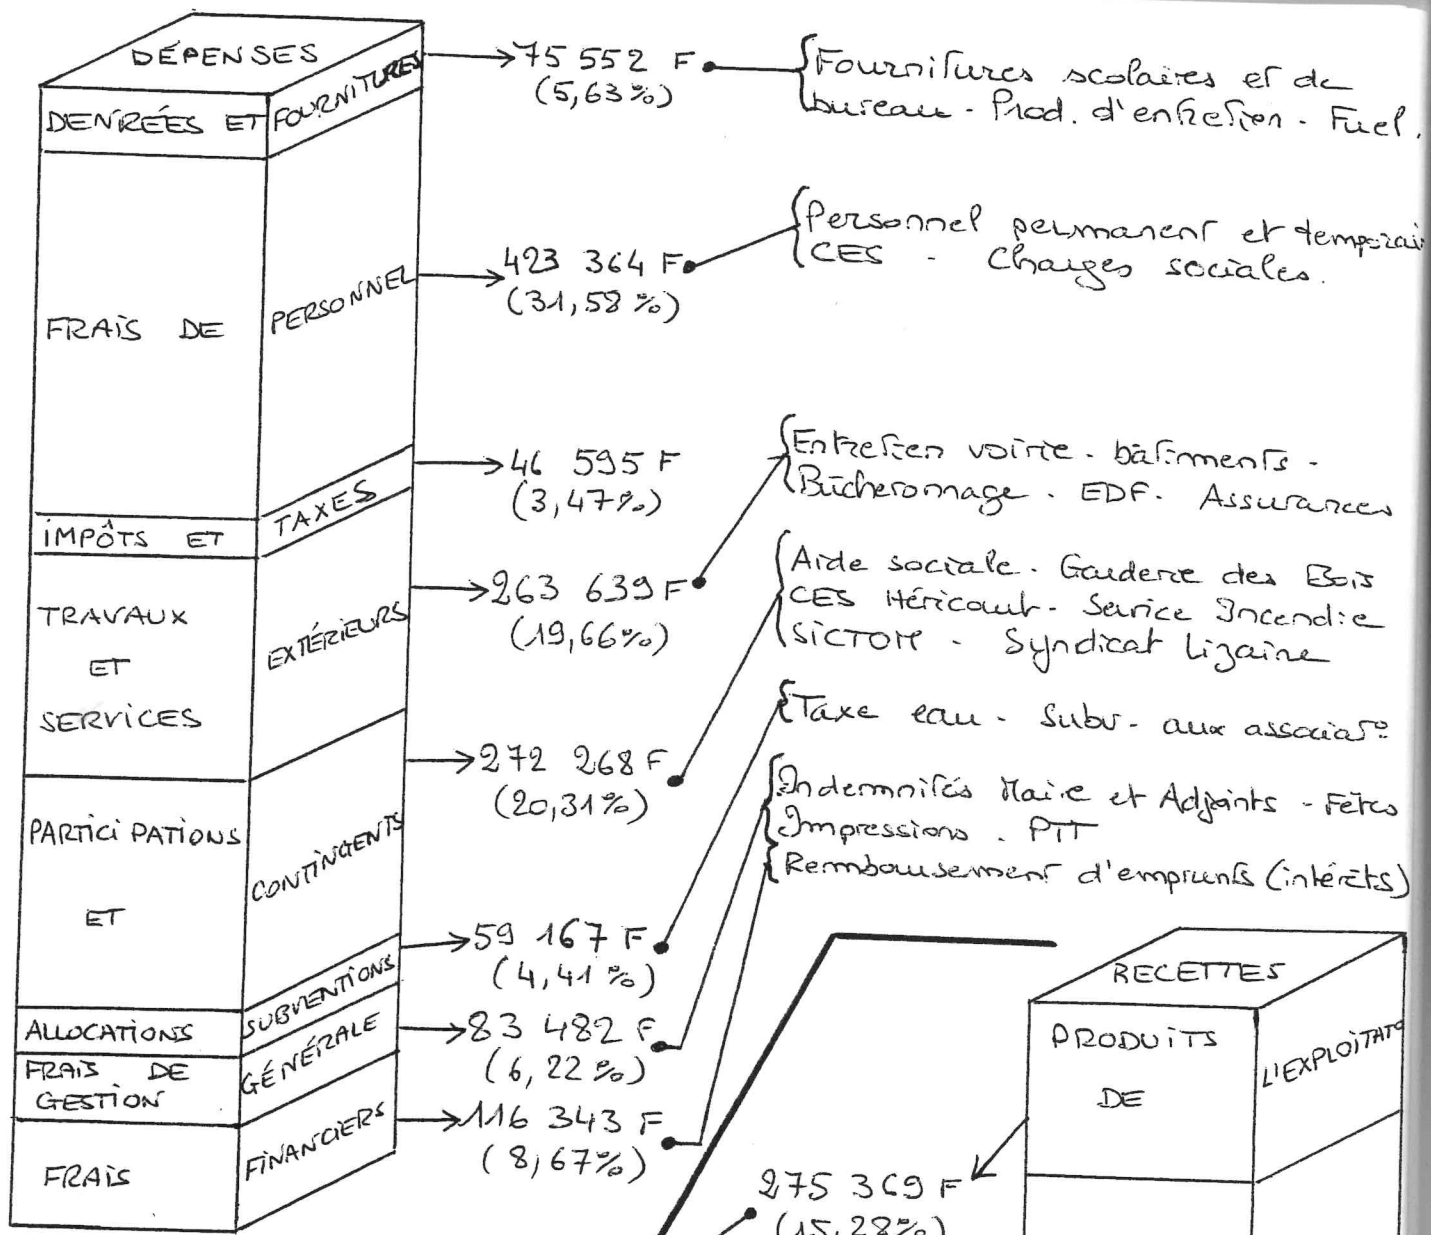 DÉPENSES
DENRÉES ET FOURNITURES
75 552 F
(5,63%)
Fournitures scolaires et de
bureau - Prod. d'entretien - Fuel.
FRAIS DE PERSONNEL
423 364 F
(31,58 %)
Personnel permanent et temporai
CES - Charges sociales.
IMPÔTS ET TAXES
46 595 F
(3,47%)
TRAVAUX
ET
SERVICES
EXTÉRIEURS
263 639 F
(19,66%)
Entretien voirie - bâtiments -
Bûcheronnage . EDF. Assurances
PARTICIPATIONS
ET
CONTINGENTS
272 268 F
(20,31%)
Aide sociale - Garderie des Bois
CES Héricourt - Service Incendie
SICTOM - Syndicat Lizaine
ALLOCATIONS SUBVENTIONS
59 167 F
(4,41 %)
Taxe eau - Subv - aux associat°
FRAIS DE
GESTION
GÉNÉRALE
83 482 F
(6,22 %)
Indemnités Maire et Adjoints - Fêtes
Impressions . PTT
FRAIS FINANCIERS
116 343 F
(8,67%)
Remboursement d'emprunts (intérêts)
RECETTES
PRODUITS
DE
L'EXPLOITAT°
275 369 F
(15,28%)